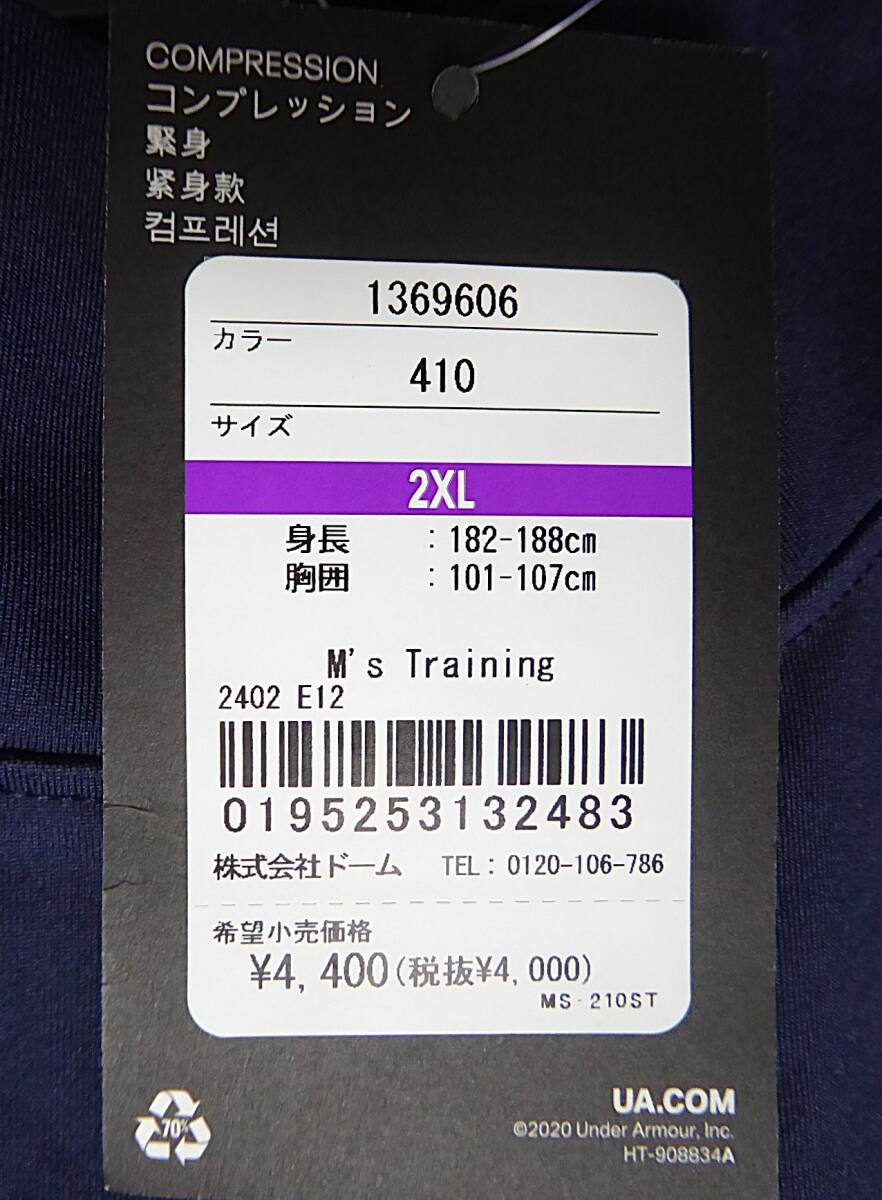 COMPRESSION
コンプレッション
緊身
紧身款
컴프레션
1369606
カラー
410
サイズ
2XL
身長 : 182-188cm
胸囲 : 101-107cm
M's Training
2402 E12
0195253132483
株式会社ドーム TEL: 0120-106-786
希望小売価格
¥4,400(税抜¥4,000)
MS-210ST
70%
UA.COM
©2020 Under Armour, Inc.
HT-908834A